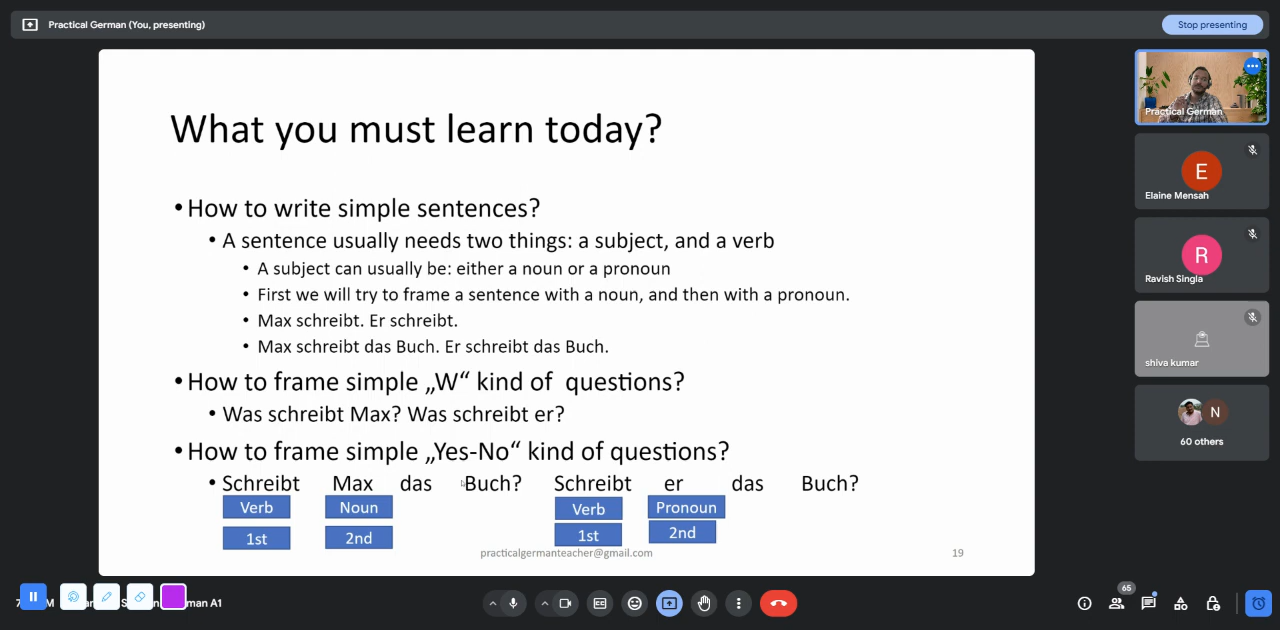 Practical German (You, presenting)
Stop presenting
What you must learn today?
•How to write simple sentences?
• A sentence usually needs two things: a subject, and a verb
• A subject can usually be: either a noun or a pronoun
• First we will try to frame a sentence with a noun, and then with a pronoun.
• Max schreibt. Er schreibt.
• Max schreibt das Buch. Er schreibt das Buch.
•How to frame simple „W“ kind of questions?
• Was schreibt Max? Was schreibt er?
•How to frame simple „Yes-No“ kind of questions?
• Schreibt Max das Buch? Schreibt er das Buch?
Verb Noun Verb Pronoun
1st 2nd 1st 2nd
practicalgermanteacher@gmail.com 19
Practical German
E
Elaine Mensah
R
Ravish Singla
shiva kumar
N
60 others
man A1
65